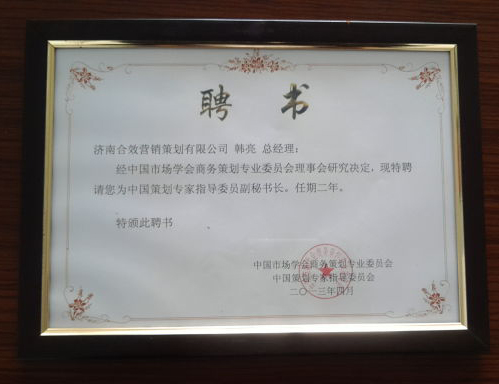 聘书
济南合效营销策划有限公司 韩亮 总经理：
经中国市场学会商务策划专业委员会理事会研究决定，现特聘
请您为中国策划专家指导委员副秘书长。任期二年。
特颁此聘书
中国市场学会商务策划专业委员会
中国策划专家指导委员会
二〇一三年四月